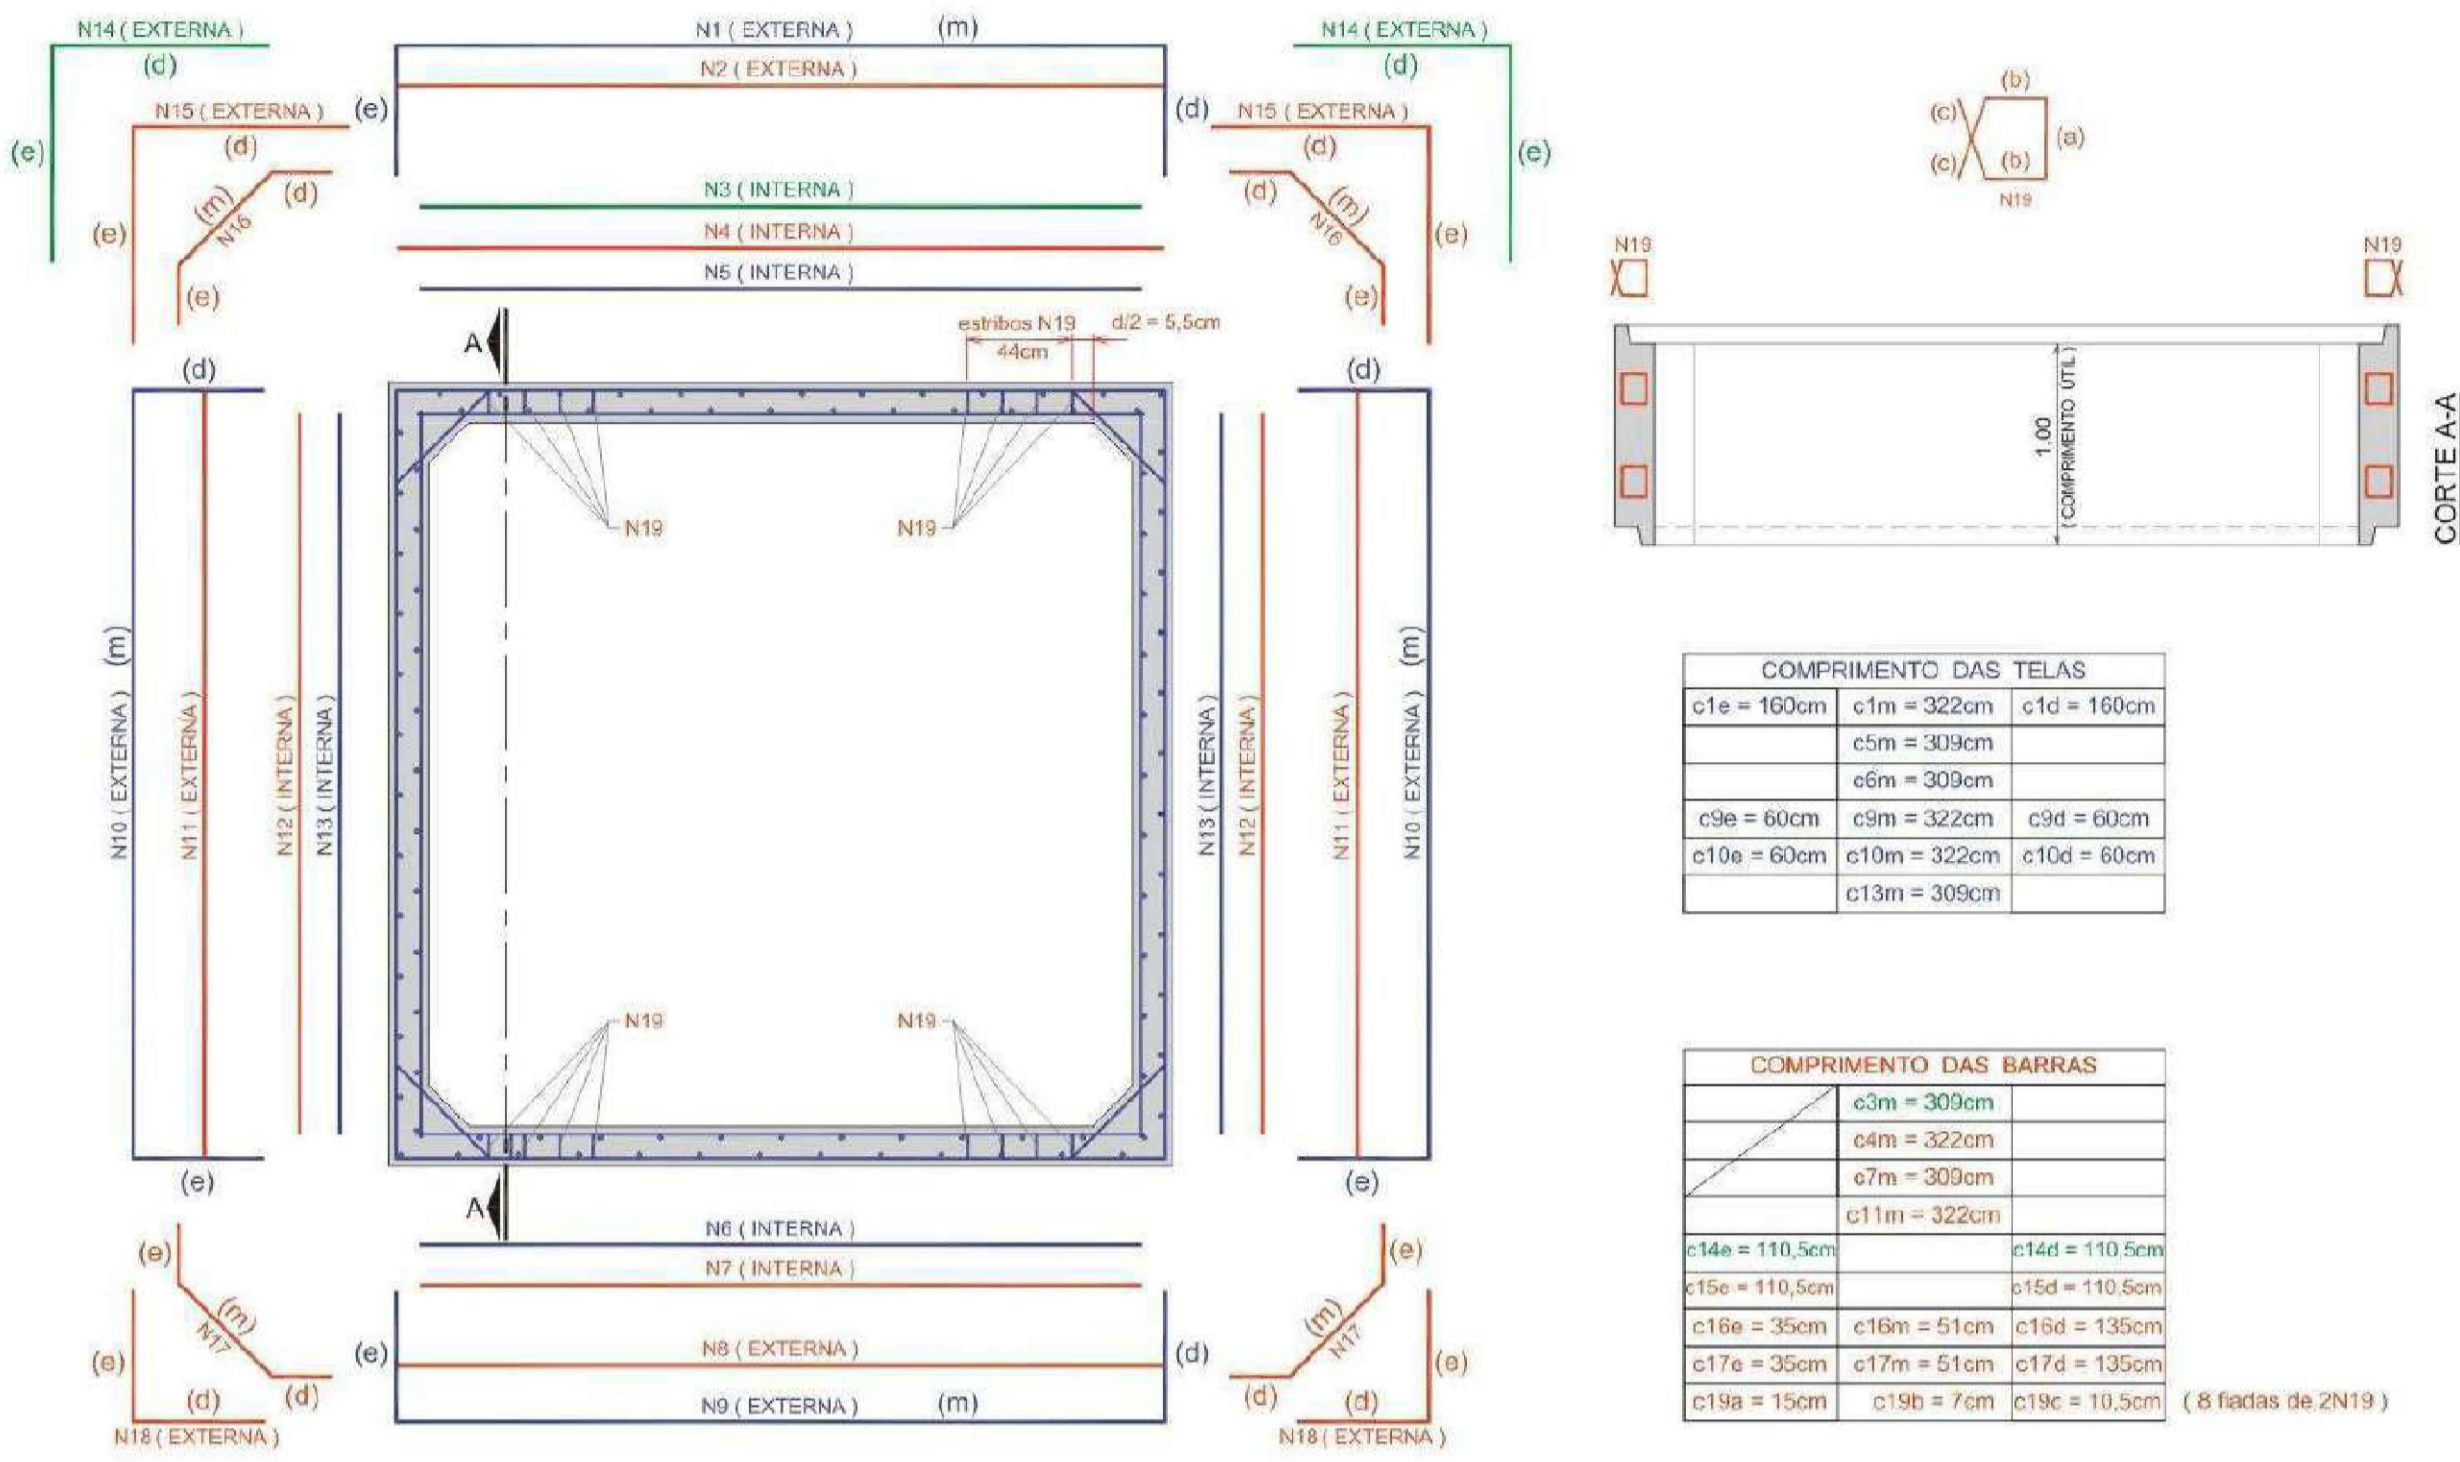 N14 ( EXTERNA )
(d)
(e)
N15 ( EXTERNA )
(d)
(e)
(m)
N16
(d)
(e)
N1 ( EXTERNA ) (m)
N2 ( EXTERNA )
(e)
(d)
N3 ( INTERNA )
N4 ( INTERNA )
N5 ( INTERNA )
N14 ( EXTERNA )
(d)
(e)
N15 ( EXTERNA )
(d)
(e)
(d)
(m)
N16
(e)
(b)
(c)
(a)
(c)
(b)
N19
N19
N19
1.00
( COMPRIMENTO ÚTIL )
CORTE A-A
A
estribos N19
44cm
d/2 = 5,5cm
(d)
N10 ( EXTERNA ) (m)
N11 ( EXTERNA )
N12 ( INTERNA )
N13 ( INTERNA )
(e)
N19
N19
N19
N19
A
(d)
N13 ( INTERNA )
N12 ( INTERNA )
N11 ( EXTERNA )
N10 ( EXTERNA ) (m)
(e)
COMPRIMENTO DAS TELAS
c1e = 160cm c1m = 322cm c1d = 160cm
c5m = 309cm
c6m = 309cm
c9e = 60cm c9m = 322cm c9d = 60cm
c10e = 60cm c10m = 322cm c10d = 60cm
c13m = 309cm
COMPRIMENTO DAS BARRAS
c3m = 309cm
c4m = 322cm
c7m = 309cm
c11m = 322cm
c14e = 110,5cm c14d = 110,5cm
c15e = 110,5cm c15d = 110,5cm
c16e = 35cm c16m = 51cm c16d = 135cm
c17e = 35cm c17m = 51cm c17d = 135cm
c19a = 15cm c19b = 7cm c19c = 10,5cm ( 8 fiadas de 2N19 )
(e)
(m)
N17
(e)
(d)
(d)
N18 ( EXTERNA )
N6 ( INTERNA )
N7 ( INTERNA )
(e)
N8 ( EXTERNA )
(d)
N9 ( EXTERNA ) (m)
(e)
(m)
N17
(d)
(e)
(d)
N18 ( EXTERNA )